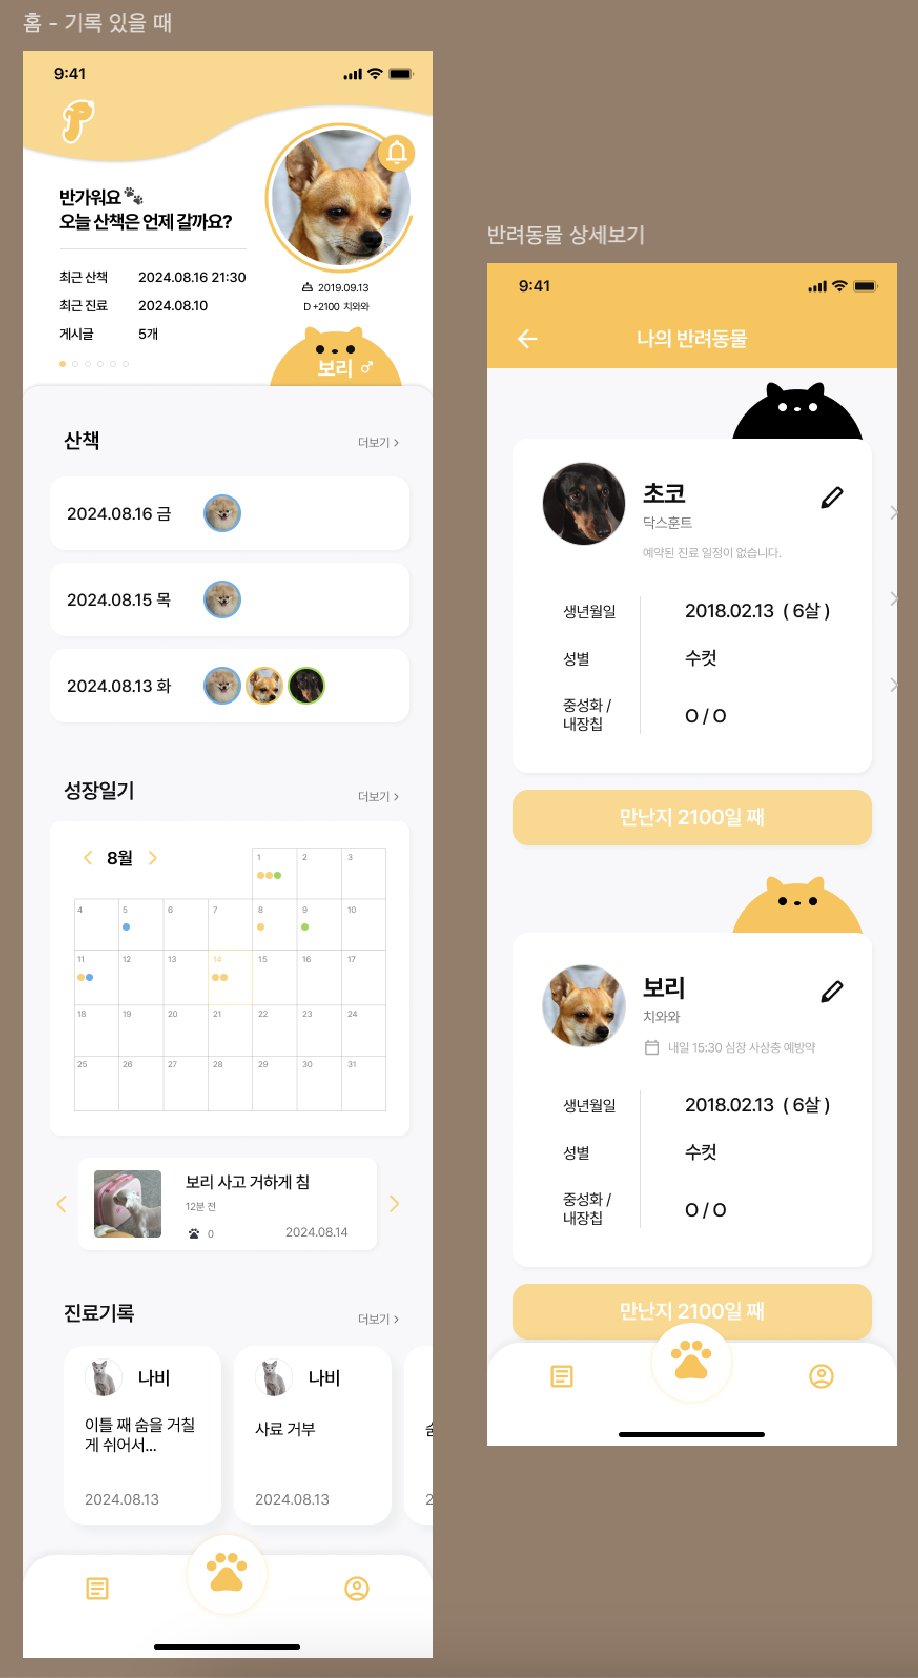 홈 - 기록 있을 때
9:41
반가워요
오늘 산책은 언제 갈까요?
최근 산책 2024.08.16 21:30
최근 진료 2024.08.10
게시글 5개
2019.09.13
D+2100 치와와
보리 ♂
산책
더보기 >
2024.08.16 금
2024.08.15 목
2024.08.13 화
성장일기
더보기 >
< 8월 >
1 2 3
4 5 6 7 8 9 10
11 12 13 14 15 16 17
18 19 20 21 22 23 24
25 26 27 28 29 30 31
보리 사고 거하게 침
12분 전
0 2024.08.14
진료기록
더보기 >
나비
이틀 째 숨을 거칠
게 쉬어서...
2024.08.13
나비
사료 거부
2024.08.13
숨
2
반려동물 상세보기
9:41
나의 반려동물
초코
닥스훈트
예약된 진료 일정이 없습니다.
생년월일 2018.02.13 ( 6살 )
성별 수컷
중성화 /
내장칩
O / O
만난지 2100일 째
보리
치와와
내일 15:30 심장 사상충 예방약
생년월일 2018.02.13 ( 6살 )
성별 수컷
중성화 /
내장칩
O / O
만난지 2100일 째